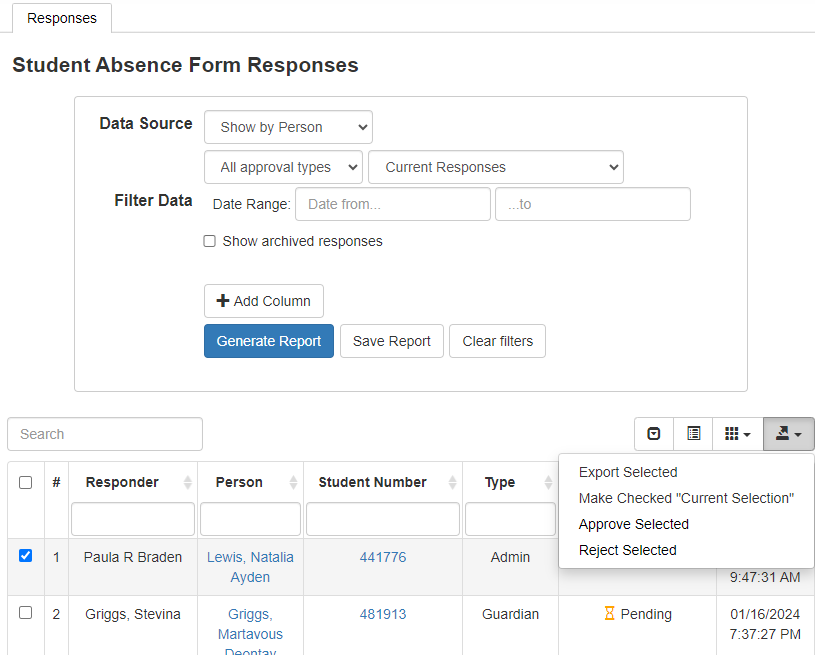 Responses
Student Absence Form Responses
Data Source
Show by Person
All approval types
Current Responses
Filter Data
Date Range:
Date from...
...to
Show archived responses
Add Column
Generate Report
Save Report
Clear filters
Search
Export Selected
Make Checked "Current Selection"
Approve Selected
Reject Selected
# Responder Person Student Number Type
1 Paula R Braden Lewis, Natalia 441776 Admin
Ayden 9:47:31 AM
2 Griggs, Stevina Griggs, 481913 Guardian Pending 01/16/2024
Martavous 7:37:27 PM
Deontay